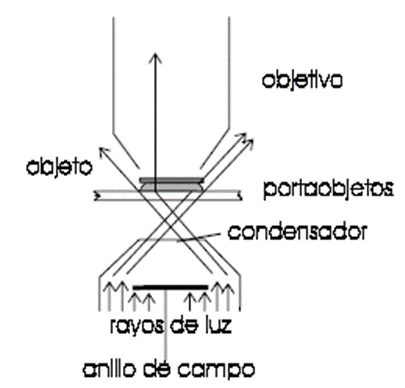 objetivo
objeto
portaobjetos
condensador
rayos de luz
anillo de campo